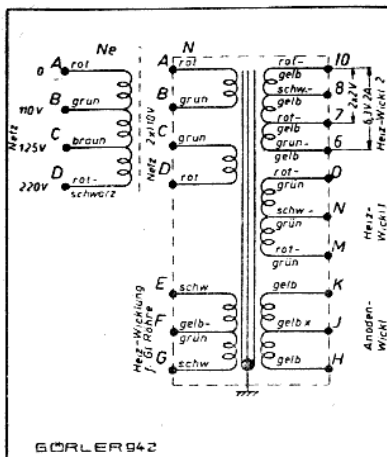 Ne
N
A rot
0
B grün
110V
C braun
125V
D rot- schwarz
220V
Netz
A rot
B grün
C grün
D rot
Netz 2x110V
E schw
F gelb- grün
G schw
Heiz-Wicklung f. Gl Röhre
rot- gelb 10
schw.- gelb 8
rot- gelb 7
grün- gelb 6
2x2V
6,3V.2A
Heiz-Wickl 2
rot- grün O
schw- N
rot- grün M
Heiz- Wickl 1
gelb K
gelb x J
gelb H
Anoden- Wickl
GÖRLER 942